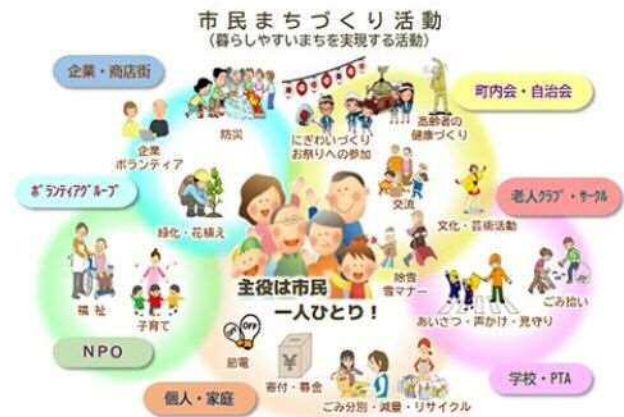 市民まちづくり活動
(暮らしやすいまちを実現する活動)
企業・商店街
町内会・自治会
企業
ボランティア
防災
にぎわいづくり
お祭りへの参加
高齢者の
健康づくり
ボランティアグループ
緑化・花植え
交流
文化・芸術活動
老人クラブ・サークル
福祉
子育て
主役は市民
一人ひとり!
除雪
雪マナー
あいさつ・声かけ・見守り
ごみ拾い
NPO
ON
OFF
節電
¥
寄付・募金
ごみ分別・減量・リサイクル
個人・家庭
学校・PTA